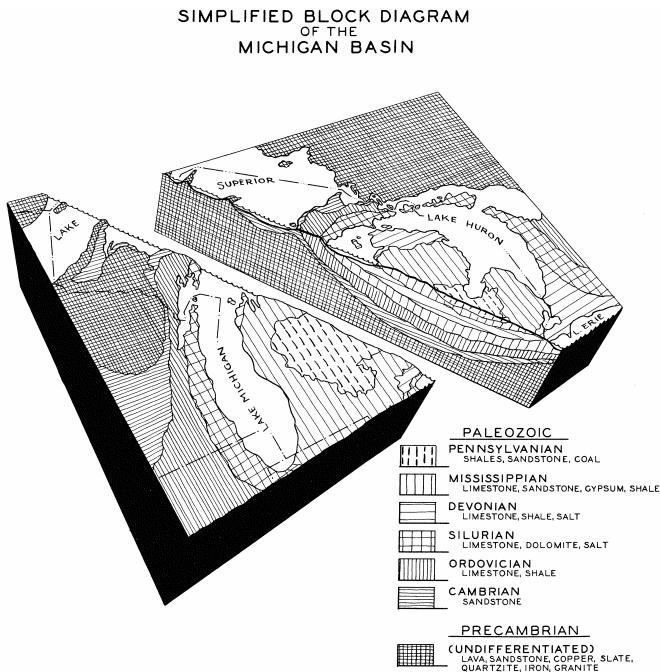 SIMPLIFIED BLOCK DIAGRAM
OF THE
MICHIGAN BASIN
SUPERIOR
LAKE
LAKE HURON
L. ERIE
LAKE MICHIGAN
PALEOZOIC
PENNSYLVANIAN
SHALES, SANDSTONE, COAL
MISSISSIPPIAN
LIMESTONE, SANDSTONE, GYPSUM, SHALE
DEVONIAN
LIMESTONE, SHALE, SALT
SILURIAN
LIMESTONE, DOLOMITE, SALT
ORDOVICIAN
LIMESTONE, SHALE
CAMBRIAN
SANDSTONE
PRECAMBRIAN
(UNDIFFERENTIATED)
LAVA, SANDSTONE, COPPER, SLATE,
QUARTZITE, IRON, GRANITE